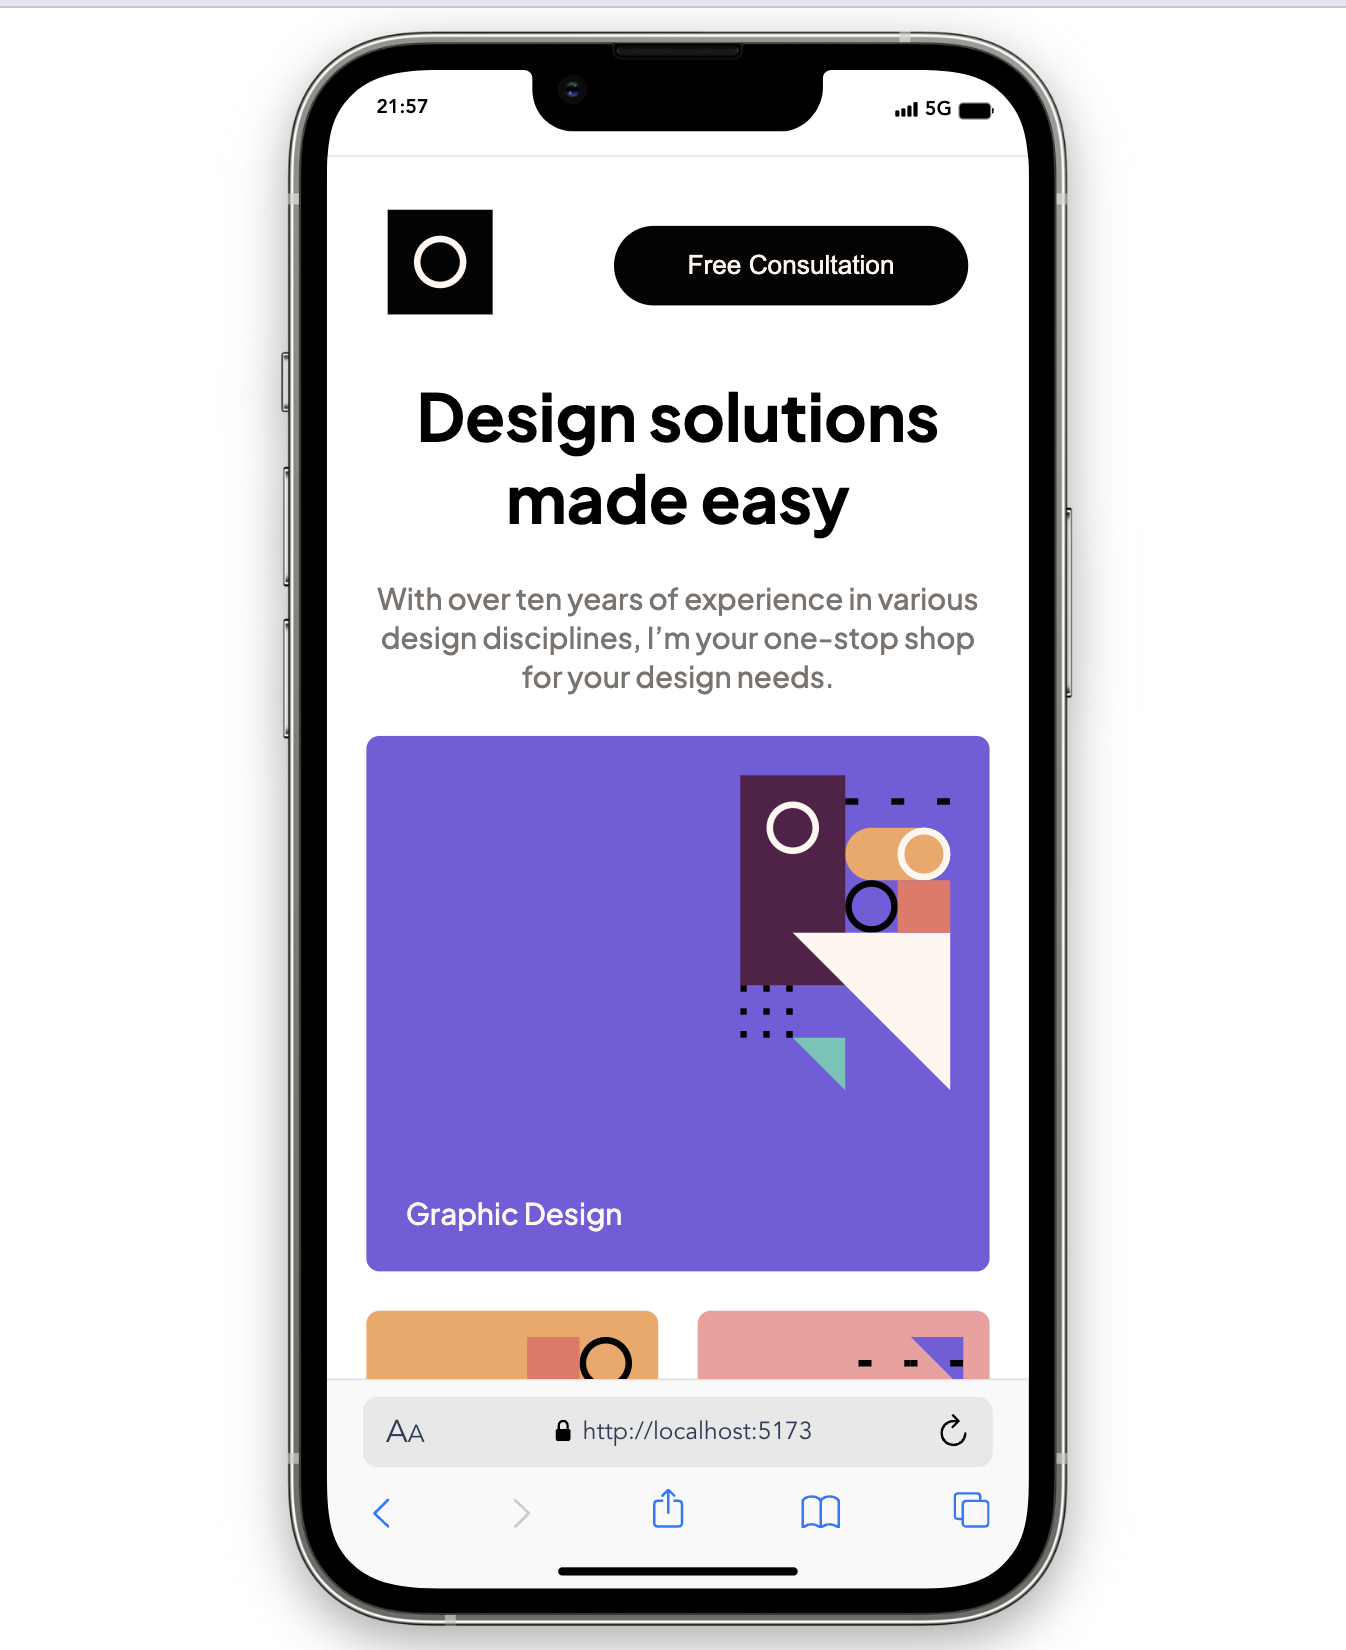 21:57
5G
Free Consultation
Design solutions
made easy
With over ten years of experience in various
design disciplines, I’m your one-stop shop
for your design needs.
Graphic Design
AA
http://localhost:5173